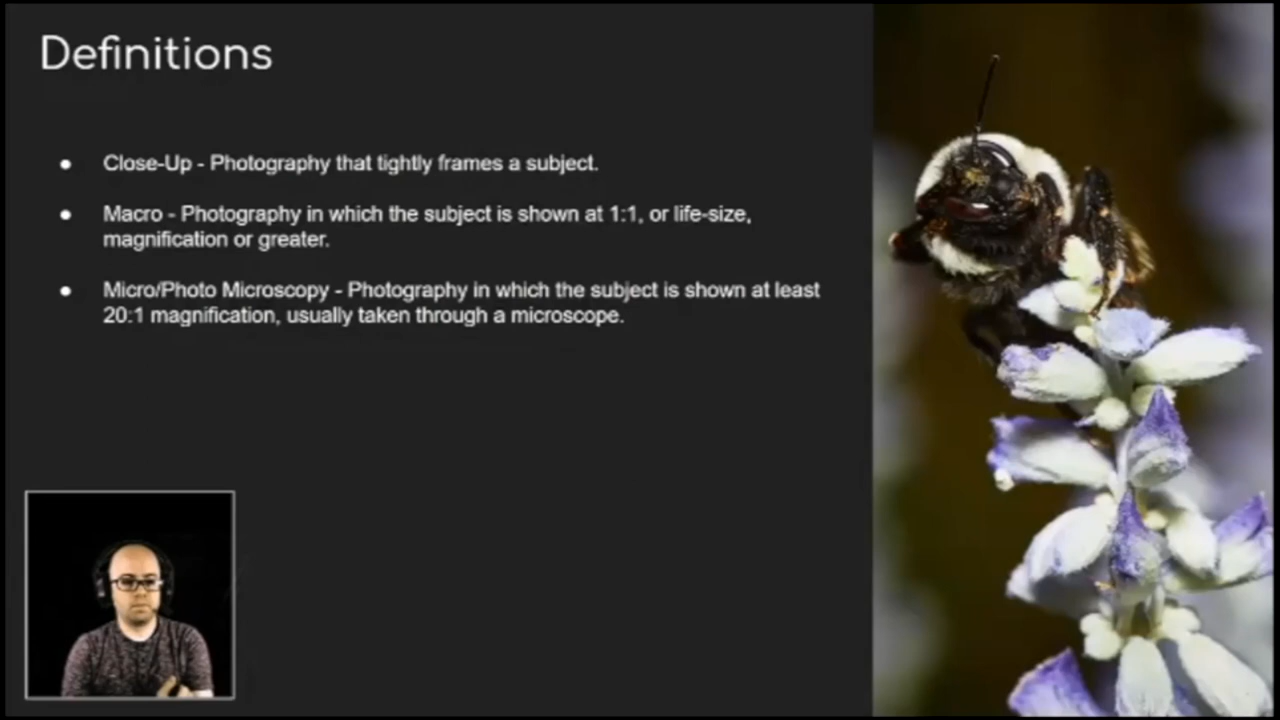 Definitions
● Close-Up - Photography that tightly frames a subject.
● Macro - Photography in which the subject is shown at 1:1, or life-size,
magnification or greater.
● Micro/Photo Microscopy - Photography in which the subject is shown at least
20:1 magnification, usually taken through a microscope.